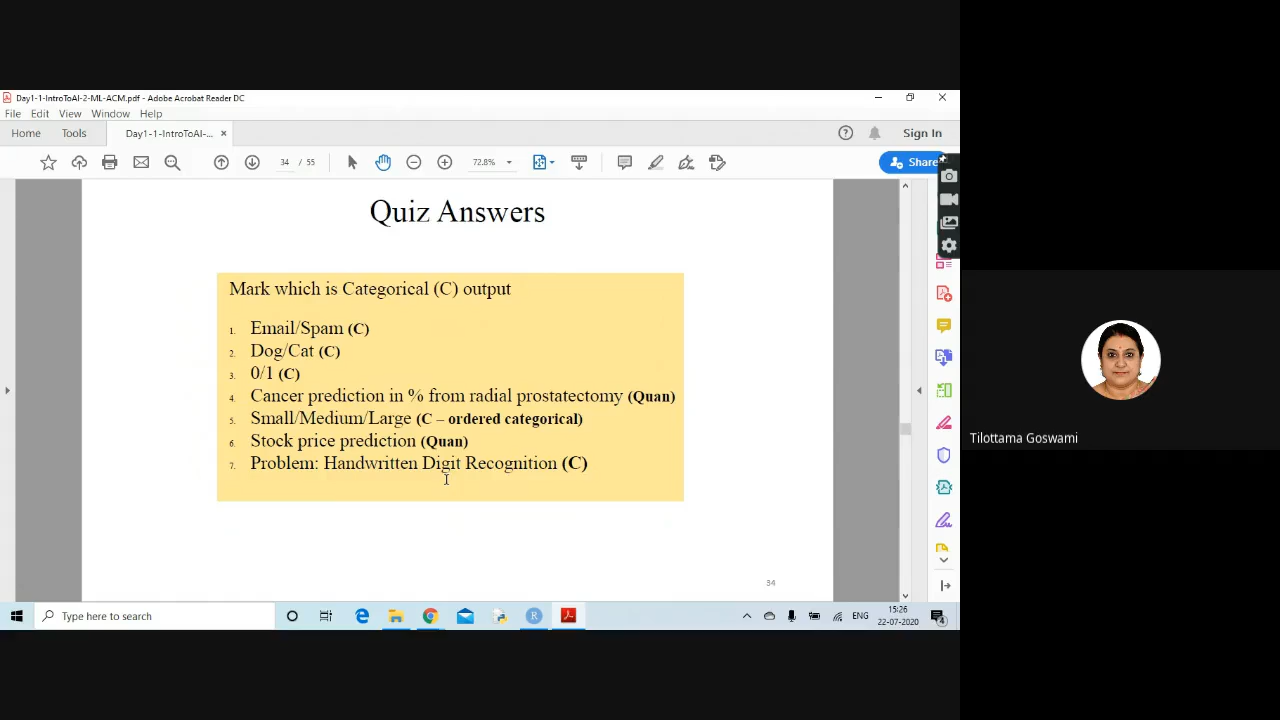 Day1-1-IntroToAI-2-ML-ACM.pdf - Adobe Acrobat Reader DC
File Edit View Window Help
Home Tools Day1-1-IntroToAI-... × Sign In
34 / 55 72.8% Share
Quiz Answers
Mark which is Categorical (C) output
1. Email/Spam (C)
2. Dog/Cat (C)
3. 0/1 (C)
4. Cancer prediction in % from radial prostatectomy (Quan)
5. Small/Medium/Large (C – ordered categorical)
6. Stock price prediction (Quan)
7. Problem: Handwritten Digit Recognition (C)
34
Tilottama Goswami
Type here to search
ENG
15:26
22-07-2020
4